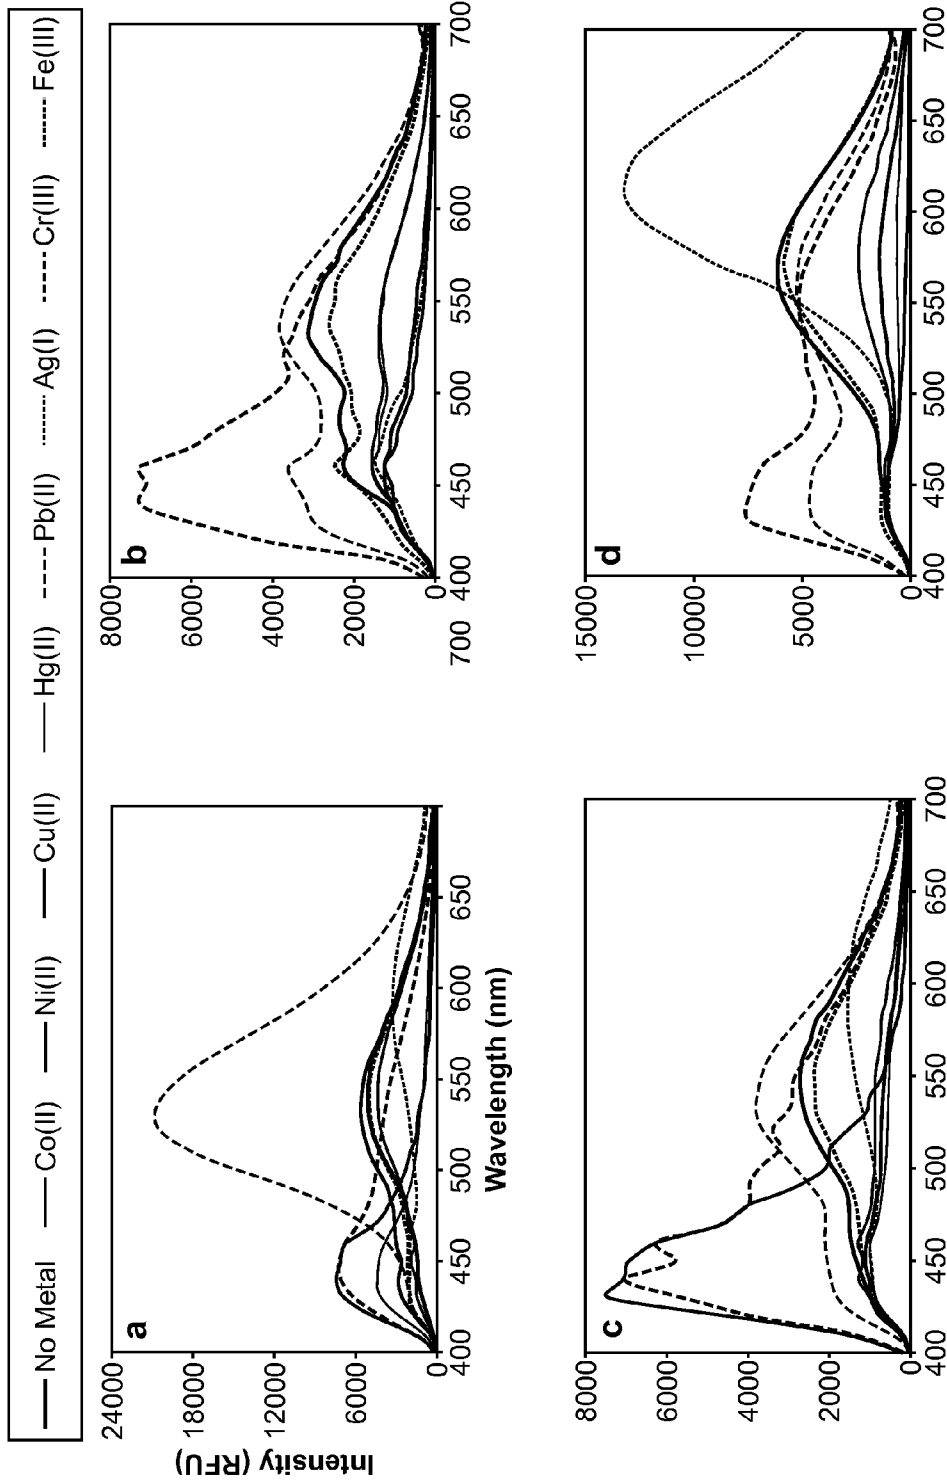 No Metal Co(II) Ni(II) Cu(II) Hg(II) Pb(II) Ag(I) Cr(III) Fe(III)
a
24000
18000
12000
6000
0
400 450 500 550 600 650 700
b
8000
6000
4000
2000
0
400 450 500 550 600 650 700
Intensity (RFU)
Wavelength (nm)
c
8000
6000
4000
2000
0
400 450 500 550 600 650 700
d
15000
10000
5000
0
400 450 500 550 600 650 700